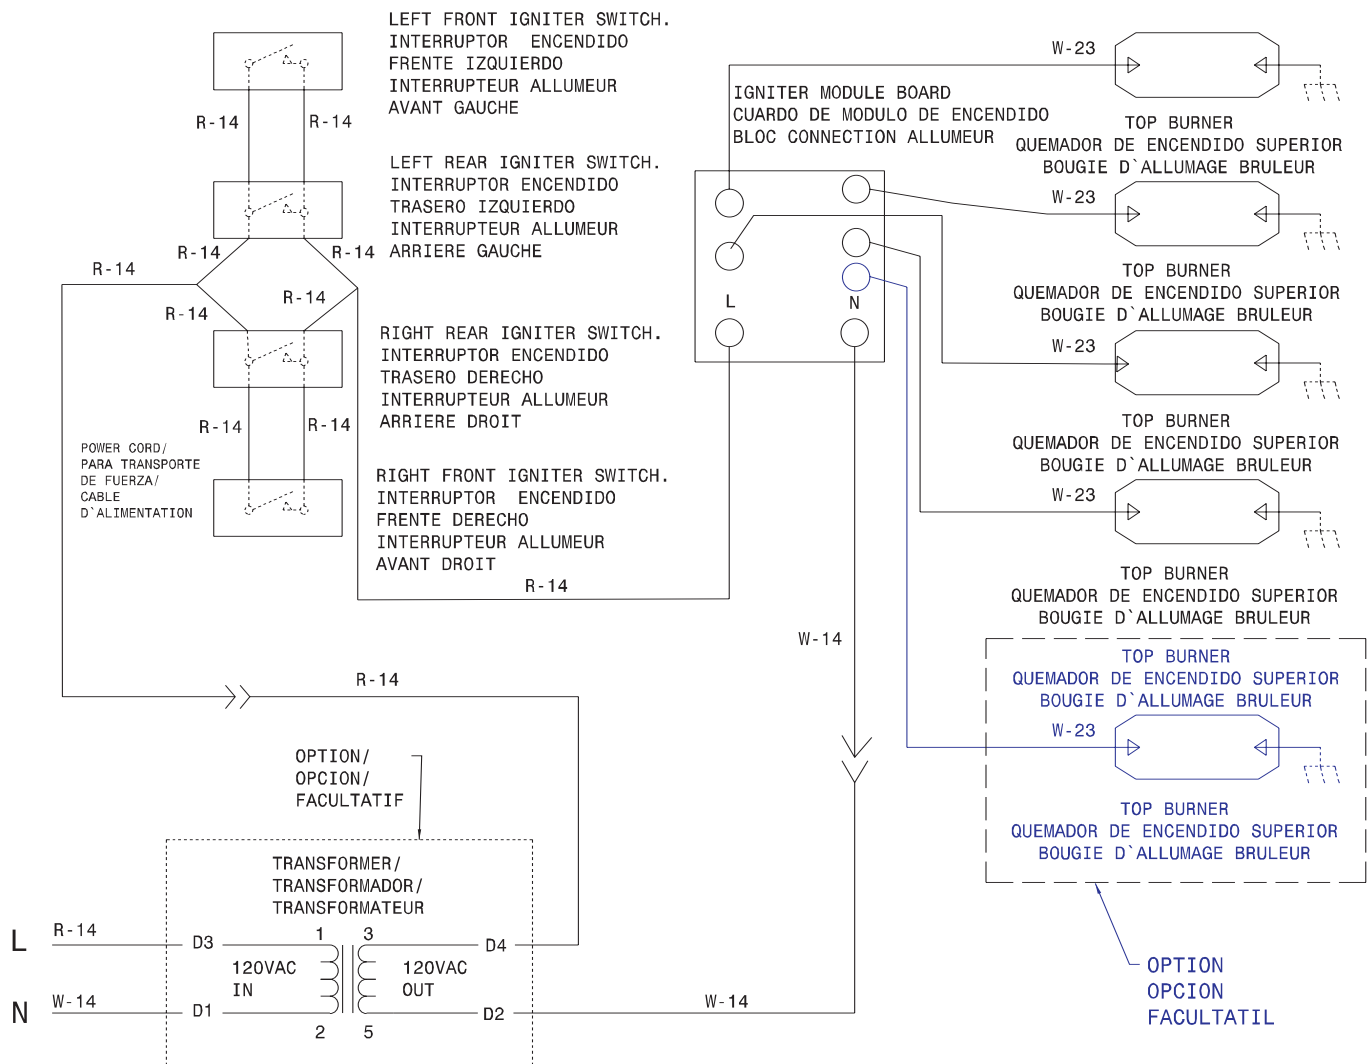 LEFT FRONT IGNITER SWITCH.
INTERRUPTOR ENCENDIDO
FRENTE IZQUIERDO
INTERRUPTEUR ALLUMEUR
AVANT GAUCHE
R-14
R-14
LEFT REAR IGNITER SWITCH.
INTERRUPTOR ENCENDIDO
TRASERO IZQUIERDO
INTERRUPTEUR ALLUMEUR
ARRIERE GAUCHE
R-14
R-14
R-14
R-14
R-14
RIGHT REAR IGNITER SWITCH.
INTERRUPTOR ENCENDIDO
TRASERO DERECHO
INTERRUPTEUR ALLUMEUR
ARRIERE DROIT
R-14
R-14
POWER CORD/
PARA TRANSPORTE
DE FUERZA/
CABLE
D`ALIMENTATION
RIGHT FRONT IGNITER SWITCH.
INTERRUPTOR ENCENDIDO
FRENTE DERECHO
INTERRUPTEUR ALLUMEUR
AVANT DROIT
R-14
IGNITER MODULE BOARD
CUARDO DE MODULO DE ENCENDIDO
BLOC CONNECTION ALLUMEUR
L
N
W-23
TOP BURNER
QUEMADOR DE ENCENDIDO SUPERIOR
BOUGIE D`ALLUMAGE BRULEUR
W-23
TOP BURNER
QUEMADOR DE ENCENDIDO SUPERIOR
BOUGIE D`ALLUMAGE BRULEUR
W-23
TOP BURNER
QUEMADOR DE ENCENDIDO SUPERIOR
BOUGIE D`ALLUMAGE BRULEUR
W-23
TOP BURNER
QUEMADOR DE ENCENDIDO SUPERIOR
BOUGIE D`ALLUMAGE BRULEUR
TOP BURNER
QUEMADOR DE ENCENDIDO SUPERIOR
BOUGIE D`ALLUMAGE BRULEUR
W-23
TOP BURNER
QUEMADOR DE ENCENDIDO SUPERIOR
BOUGIE D`ALLUMAGE BRULEUR
OPTION
OPCION
FACULTATIL
W-14
R-14
OPTION/
OPCION/
FACULTATIF
TRANSFORMER/
TRANSFORMADOR/
TRANSFORMATEUR
L
R-14
D3
1
3
D4
120VAC
IN
120VAC
OUT
N
W-14
D1
2
5
D2
W-14